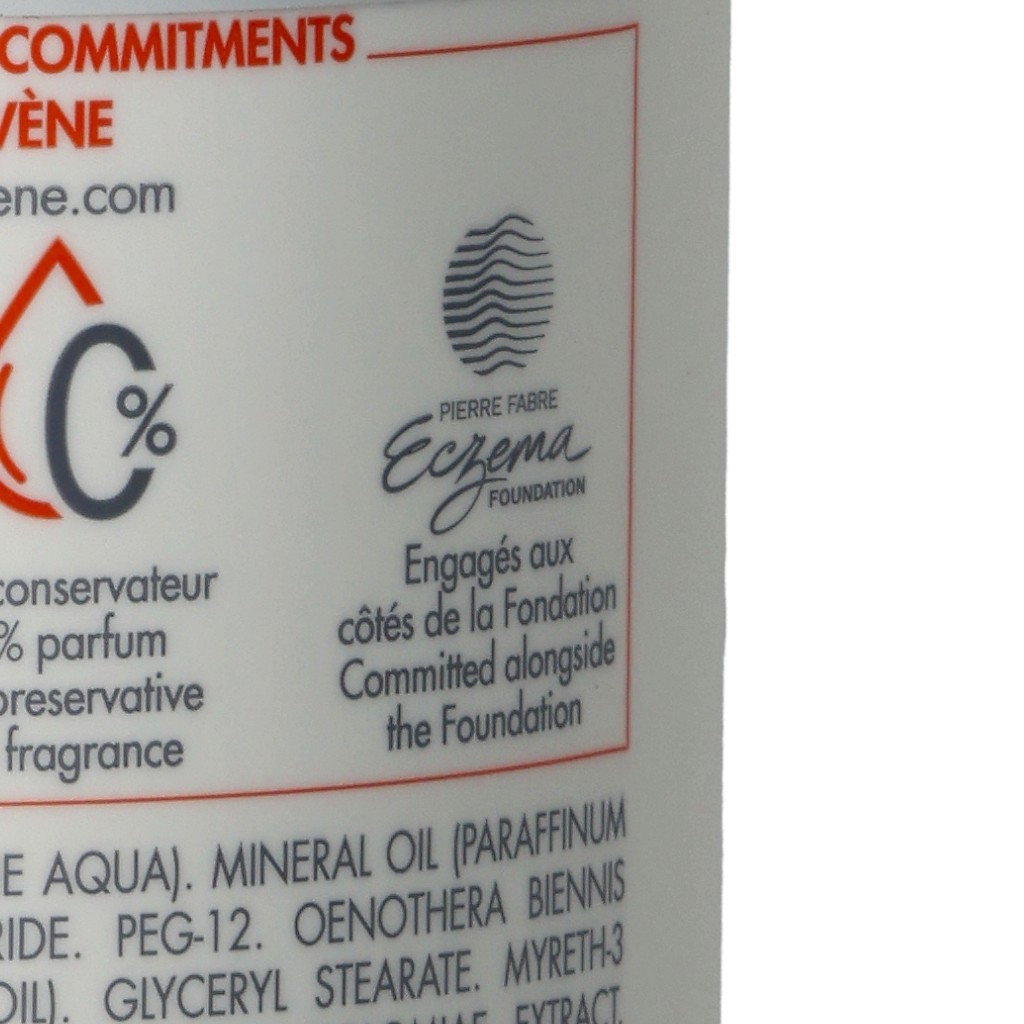 COMMITMENTS
VÈNE
ene.com
%
PIERRE FABRE
Eczema
FOUNDATION
conservateur
% parfum
preservative
fragrance
Engagés aux
côtés de la Fondation
Committed alongside
the Foundation
E AQUA). MINERAL OIL (PARAFFINUM
RIDE. PEG-12. OENOTHERA BIENNIS
OIL). GLYCERYL STEARATE. MYRETH-3
EXTRACT.